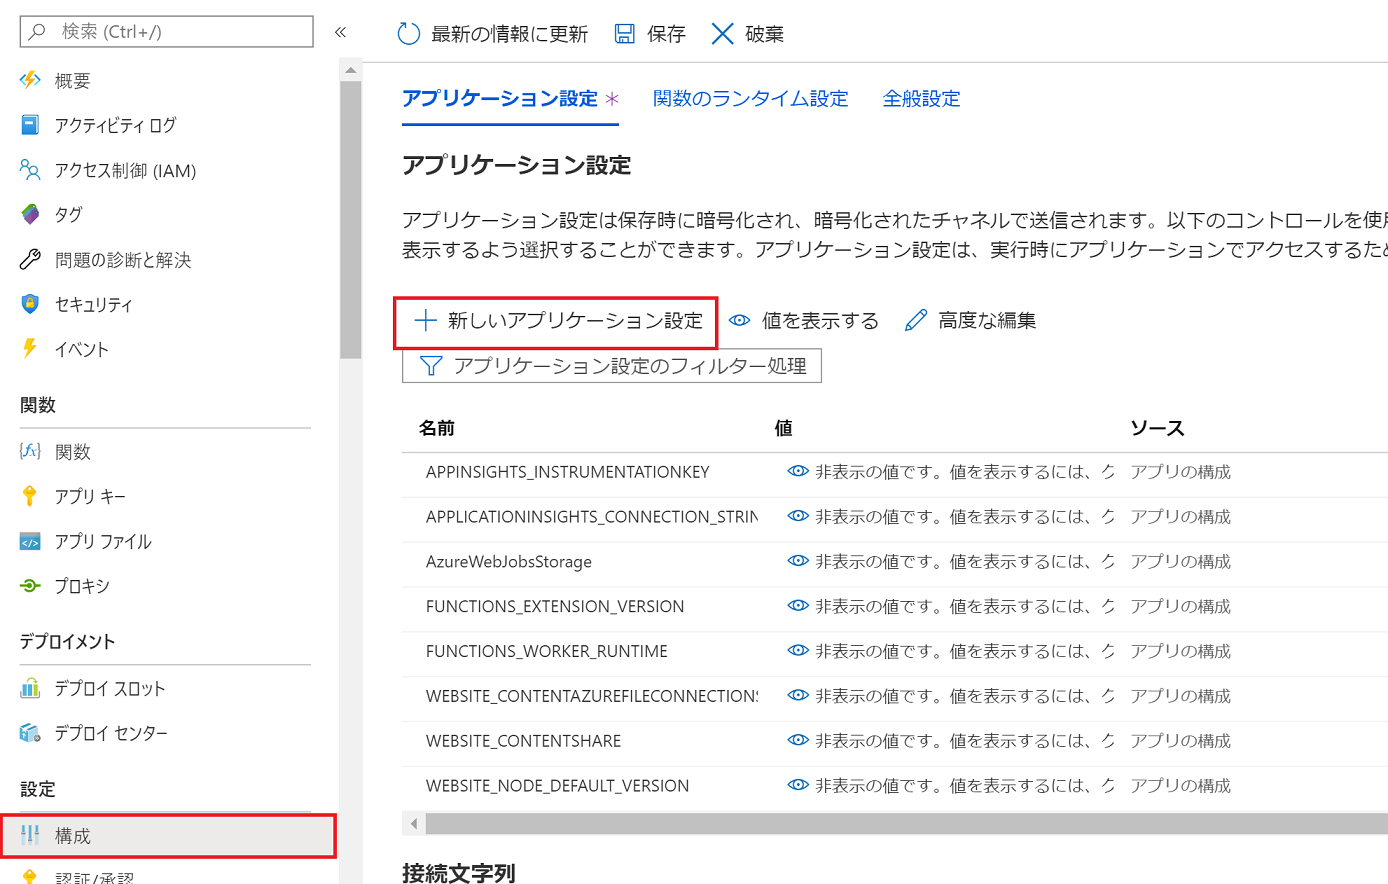 検索 (Ctrl+/)
«
概要
アクティビティ ログ
アクセス制御 (IAM)
タグ
問題の診断と解決
セキュリティ
イベント
関数
関数
アプリ キー
アプリ ファイル
プロキシ
デプロイメント
デプロイ スロット
デプロイ センター
設定
構成
認証/承認
最新の情報に更新 保存 破棄
アプリケーション設定 * 関数のランタイム設定 全般設定
アプリケーション設定
アプリケーション設定は保存時に暗号化され、暗号化されたチャネルで送信されます。以下のコントロールを使用
表示するよう選択することができます。アプリケーション設定は、実行時にアプリケーションでアクセスするため
新しいアプリケーション設定 値を表示する 高度な編集
アプリケーション設定のフィルター処理
名前 値 ソース
APPINSIGHTS_INSTRUMENTATIONKEY 非表示の値です。値を表示するには、ク アプリの構成
APPLICATIONINSIGHTS_CONNECTION_STRIN 非表示の値です。値を表示するには、ク アプリの構成
AzureWebJobsStorage 非表示の値です。値を表示するには、ク アプリの構成
FUNCTIONS_EXTENSION_VERSION 非表示の値です。値を表示するには、ク アプリの構成
FUNCTIONS_WORKER_RUNTIME 非表示の値です。値を表示するには、ク アプリの構成
WEBSITE_CONTENTAZUREFILECONNECTIONS 非表示の値です。値を表示するには、ク アプリの構成
WEBSITE_CONTENTSHARE 非表示の値です。値を表示するには、ク アプリの構成
WEBSITE_NODE_DEFAULT_VERSION 非表示の値です。値を表示するには、ク アプリの構成
接続文字列